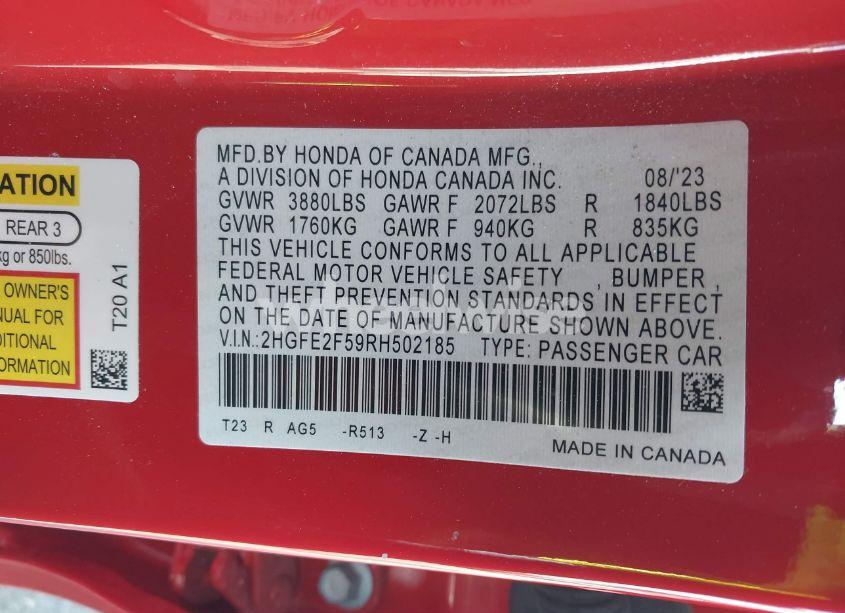 ATION
REAR 3
kg or 850lbs.
OWNER'S
NUAL FOR
DITIONAL
FORMATION
T20 A1
MFD.BY HONDA OF CANADA MFG.,
A DIVISION OF HONDA CANADA INC. 08/'23
GVWR 3880LBS GAWR F 2072LBS R 1840LBS
GVWR 1760KG GAWR F 940KG R 835KG
THIS VEHICLE CONFORMS TO ALL APPLICABLE
FEDERAL MOTOR VEHICLE SAFETY , BUMPER ,
AND THEFT PREVENTION STANDARDS IN EFFECT
ON THE DATE OF MANUFACTURE SHOWN ABOVE.
V.I.N.:2HGFE2F59RH502185 TYPE: PASSENGER CAR
T23 R AG5 -R513 -Z -H
MADE IN CANADA